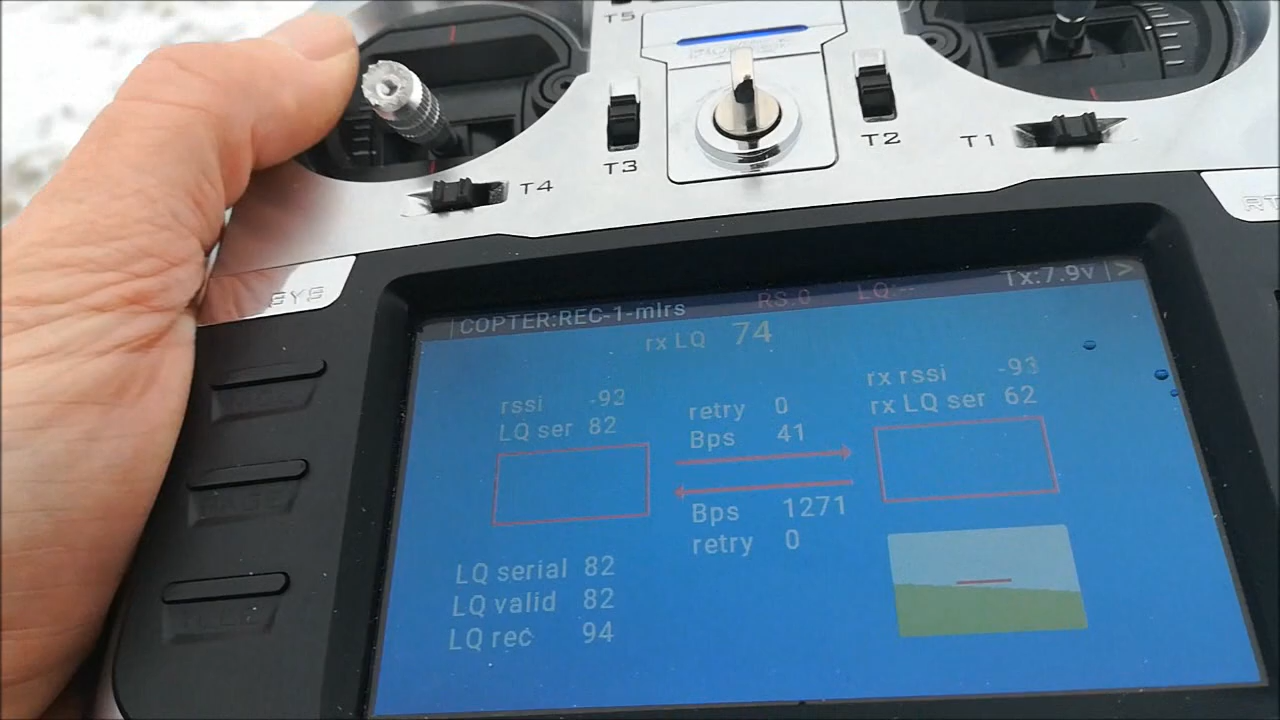 T5
T3
T2
T1
T4
SYS
COPTER:REC-1-mlrs
RS:0
LQ:--
Tx:7.9v
>
rx LQ 74
rssi -93
LQ ser 82
retry 0
Bps 41
rx rssi -93
rx LQ ser 62
Bps 1271
retry 0
LQ serial 82
LQ valid 82
LQ rec 94